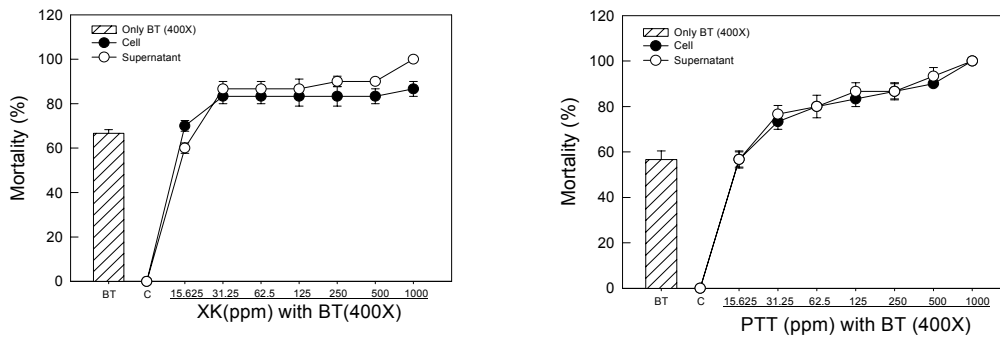 120
100
80
60
40
20
0
Mortality (%)
Only BT (400X)
Cell
Supernatant
BT C 15.625 31.25 62.5 125 250 500 1000
XK(ppm) with BT(400X)
120
100
80
60
40
20
0
Mortality (%)
Only BT (400X)
Cell
Supernatant
BT C 15.625 31.25 62.5 125 250 500 1000
PTT (ppm) with BT (400X)